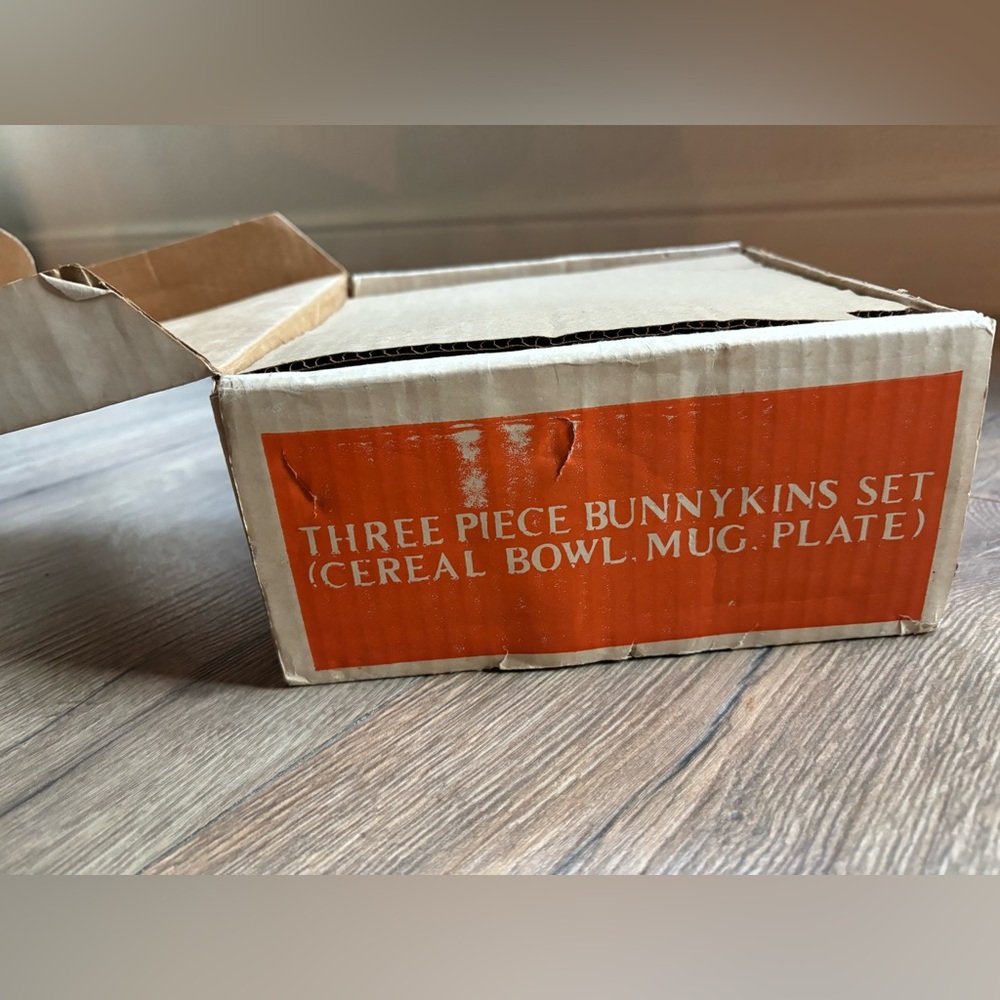 THREE PIECE BUNNYKINS SET
(CEREAL BOWL, MUG, PLATE)